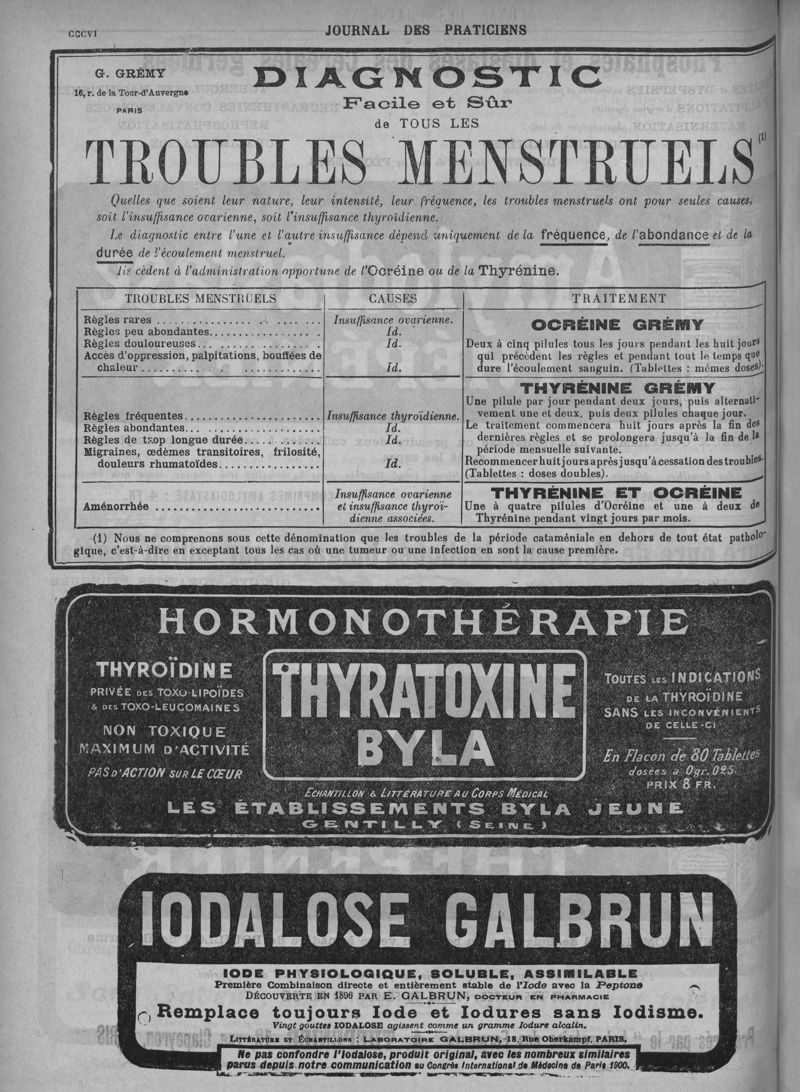 CCCVI
JOURNAL DES PRATICIENS
G. GRÉMY
16, r. de la Tour-d'Auvergne
PARIS
DIAGNOSTIC
Facile et Sûr
de TOUS LES
TROUBLES MENSTRUELS (1)
Quelles que soient leur nature, leur intensité, leur fréquence, les troubles menstruels ont pour seules causes,
soit l'insuffisance ovarienne, soit l'insuffisance thyroïdienne.
Le diagnostic entre l'une et l'autre insuffisance dépend uniquement de la fréquence, de l'abondance et de la
durée de l'écoulement menstruel.
Ils cèdent à l'administration opportune de l'Ocréine ou de la Thyrénine.
TROUBLES MENSTRUELS
CAUSES
TRAITEMENT
Règles rares
Règles peu abondantes
Règles douloureuses
Accès d'oppression, palpitations, bouffées de
chaleur
Insuffisance ovarienne.
Id.
Id.
Id.
OCRÉINE GRÉMY
Deux à cinq pilules tous les jours pendant les huit jours
qui précèdent les règles et pendant tout le temps que
dure l'écoulement sanguin. (Tablettes : mêmes doses).
Règles fréquentes
Règles abondantes
Règles de trop longue durée
Migraines, œdèmes transitoires, frilosité,
douleurs rhumatoïdes
Insuffisance thyroïdienne.
Id.
Id.
Id.
THYRÉNINE GRÉMY
Une pilule par jour pendant deux jours, puis alternati-
vement une et deux, puis deux pilules chaque jour.
Le traitement commencera huit jours après la fin des
dernières règles et se prolongera jusqu'à la fin de la
période mensuelle suivante.
Recommencer huit jours après jusqu'à cessation des troubles.
(Tablettes : doses doubles).
Aménorrhée
Insuffisance ovarienne
et insuffisance thyroï-
dienne associées.
THYRÉNINE ET OCRÉINE
Une à quatre pilules d'Ocréine et une à deux de
Thyrénine pendant vingt jours par mois.
(1) Nous ne comprenons sous cette dénomination que les troubles de la période cataméniale en dehors de tout état patholo-
gique, c'est-à-dire en exceptant tous les cas où une tumeur ou une infection en sont la cause première.
HORMONOTHÉRAPIE
THYROÏDINE
PRIVÉE DES TOXO-LIPOÏDES
& DES TOXO-LEUCOMAINES
NON TOXIQUE
MAXIMUM D'ACTIVITÉ
PAS D'ACTION SUR LE CŒUR
THYRATOXINE
BYLA
TOUTES LES INDICATIONS
DE LA THYROÏDINE
SANS LES INCONVÉNIENTS
DE CELLE-CI
En Flacon de 80 Tablettes
dosées à 0gr.025
PRIX 8 FR.
ECHANTILLON & LITTÉRATURE AU CORPS MÉDICAL
LES ÉTABLISSEMENTS BYLA JEUNE
GENTILLY (SEINE)
IODALOSE GALBRUN
IODE PHYSIOLOGIQUE, SOLUBLE, ASSIMILABLE
Première Combinaison directe et entièrement stable de l'Iode avec la Peptone
DÉCOUVERTE EN 1896 PAR E. GALBRUN, DOCTEUR EN PHARMACIE
Remplace toujours Iode et Iodures sans Iodisme.
Vingt gouttes IODALOSE agissent comme un gramme Iodure alcalin.
LITTÉRATURE ET ÉCHANTILLONS : LABORATOIRE GALBRUN, 18, Rue Oberkampf, PARIS.
Ne pas confondre l'Iodalose, produit original, avec les nombreux similaires
parus depuis notre communication au Congrès International de Médecine de Paris 1900.